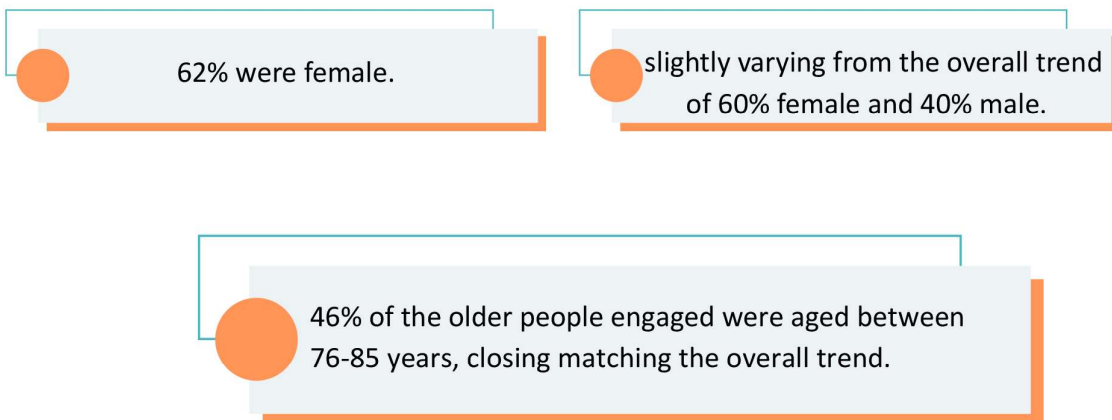 62% were female.
slightly varying from the overall trend
of 60% female and 40% male.
46% of the older people engaged were aged between
76-85 years, closing matching the overall trend.